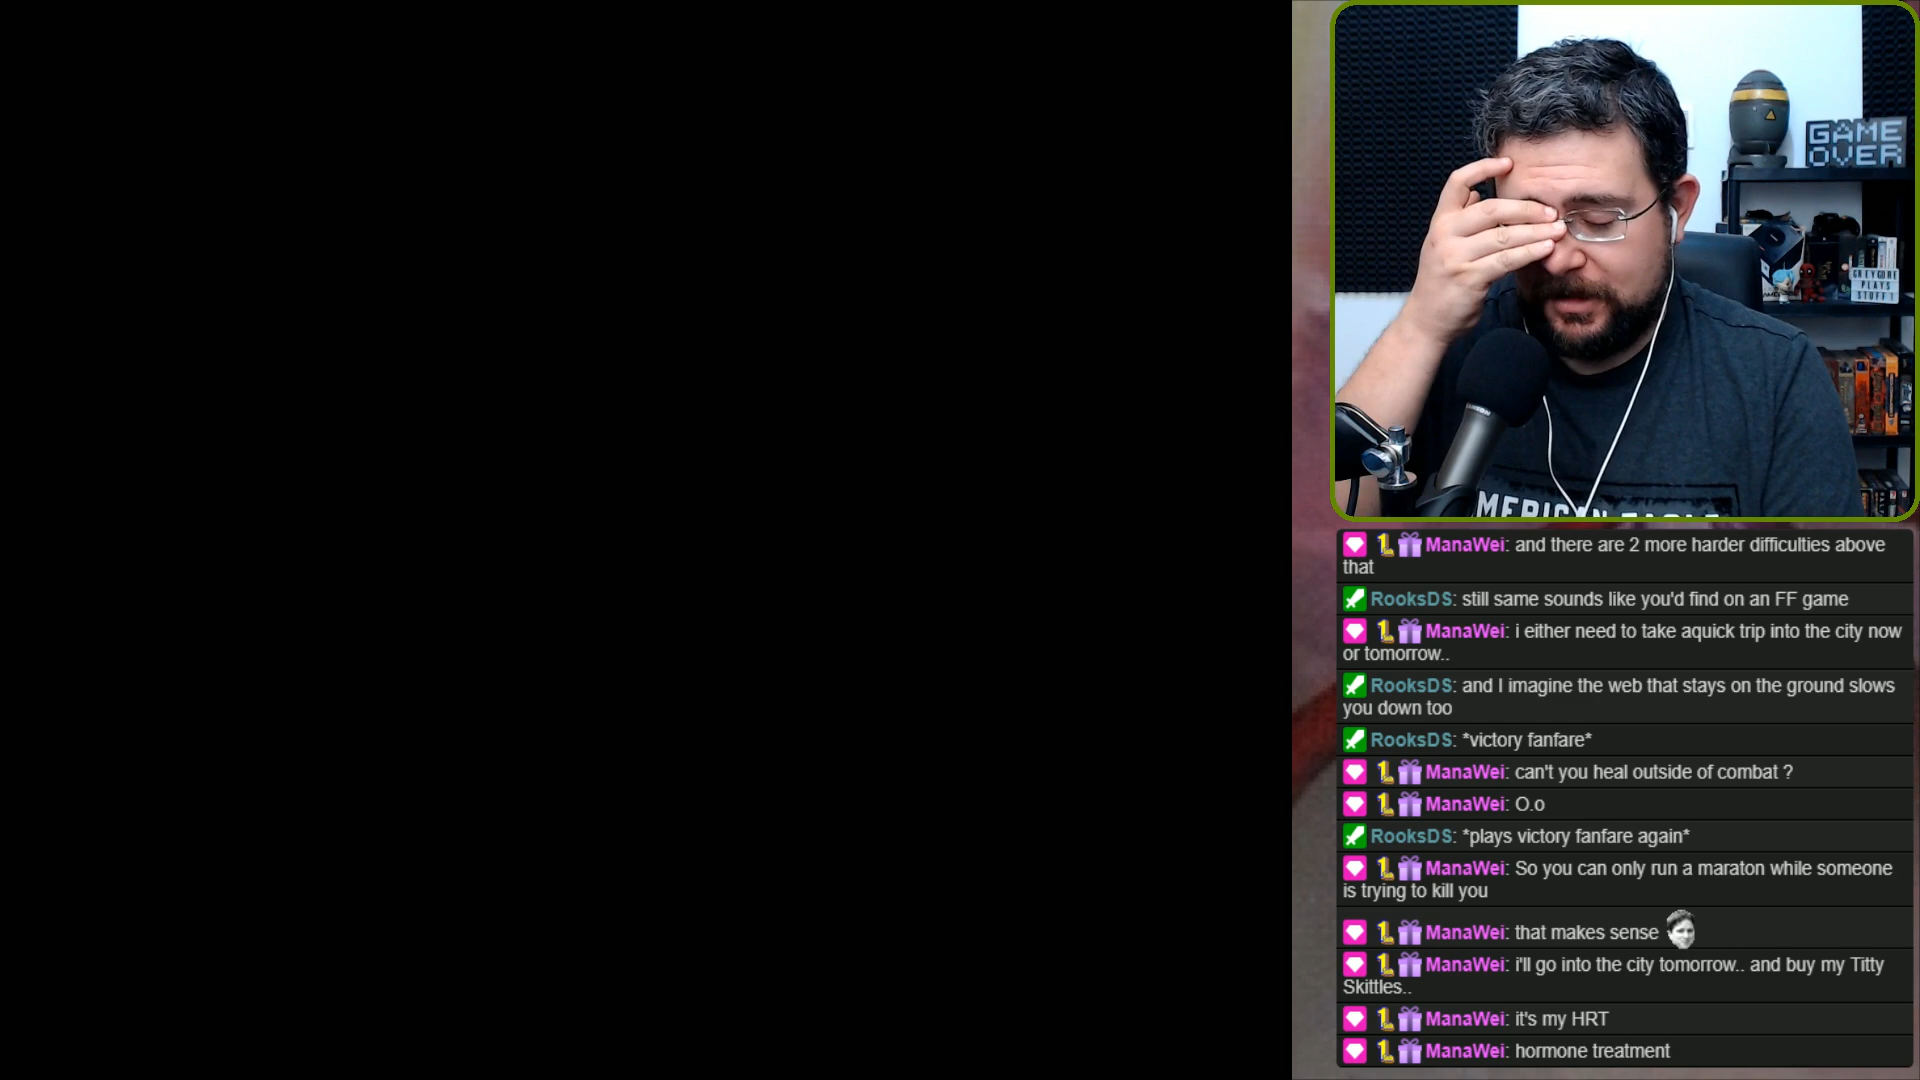 GAME
OVER
GREYGORE
PLAYS
STUFF!
MERICAN EAGLE
ManaWei: and there are 2 more harder difficulties above
that
RooksDS: still same sounds like you'd find on an FF game
ManaWei: i either need to take aquick trip into the city now
or tomorrow..
RooksDS: and I imagine the web that stays on the ground slows
you down too
RooksDS: *victory fanfare*
ManaWei: can't you heal outside of combat ?
ManaWei: O.o
RooksDS: *plays victory fanfare again*
ManaWei: So you can only run a maraton while someone
is trying to kill you
ManaWei: that makes sense
ManaWei: i'll go into the city tomorrow.. and buy my Titty
Skittles..
ManaWei: it's my HRT
ManaWei: hormone treatment